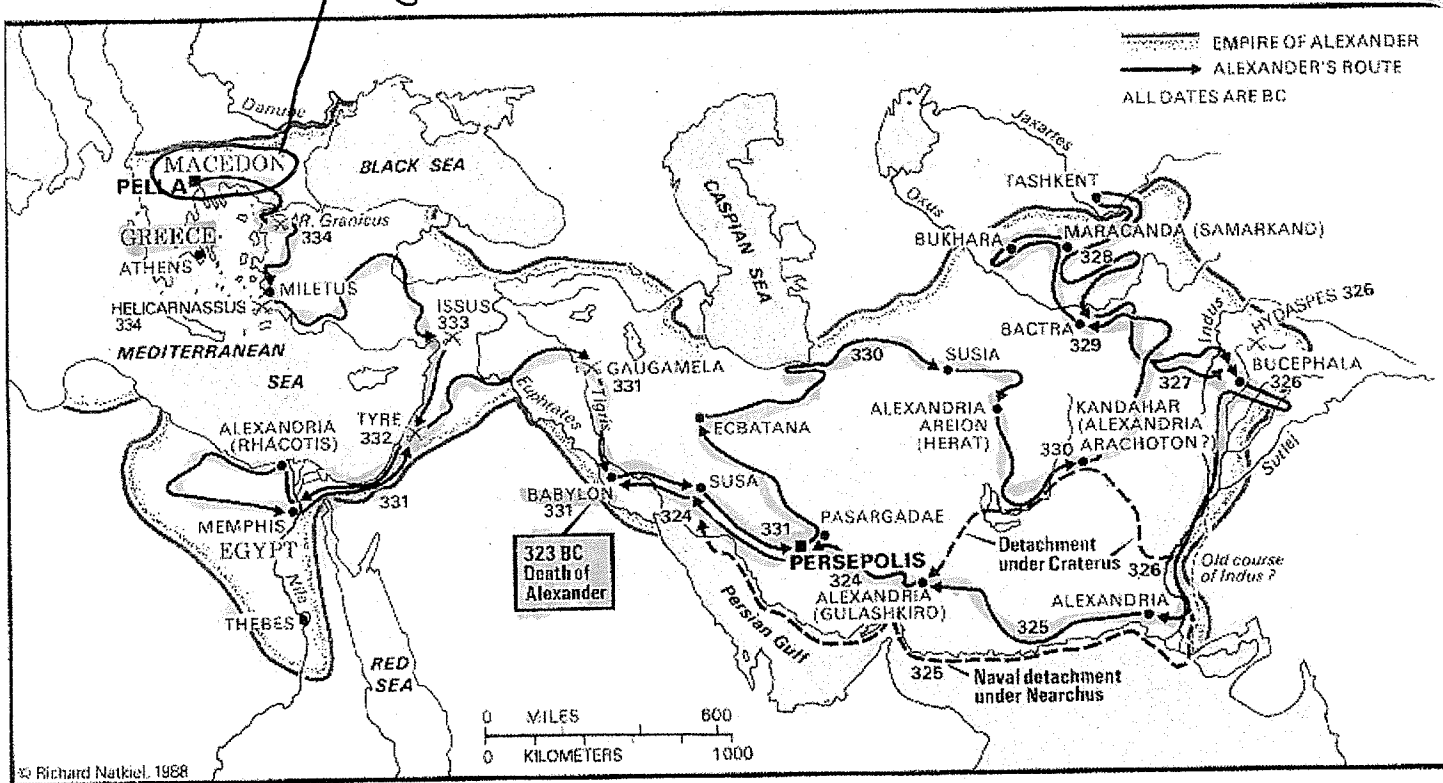 EMPIRE OF ALEXANDER
ALEXANDER'S ROUTE
ALL DATES ARE BC
Danube
MACEDON
PELLA
BLACK SEA
R. Granicus
334
GREECE
ATHENS
MILETUS
HELICARNASSUS
334
ISSUS
333
MEDITERRANEAN
SEA
CASPIAN
SEA
Jaxartes
Oxus
TASHKENT
BUKHARA
MARACANDA (SAMARKAND)
328
BACTRA
329
Indus
HYDASPES 326
BUCEPHALA
326
327
GAUGAMELA
331
Euphrates
Tigris
TYRE
332
ALEXANDRIA
(RHACOTIS)
331
MEMPHIS
EGYPT
Nile
THEBES
RED
SEA
ECBATANA
330
SUSIA
ALEXANDRIA
AREION
(HERAT)
330
KANDAHAR
(ALEXANDRIA
ARACHOTON ?)
Sutlej
BABYLON
331
SUSA
324
331
PASARGADAE
PERSEPOLIS
324
323 BC
Death of
Alexander
Persian Gulf
ALEXANDRIA
(GULASHKIRD)
Detachment
under Craterus
326
Old course
of Indus ?
ALEXANDRIA
325
325
Naval detachment
under Nearchus
0 MILES 600
0 KILOMETERS 1000
© Richard Natkiel, 1988